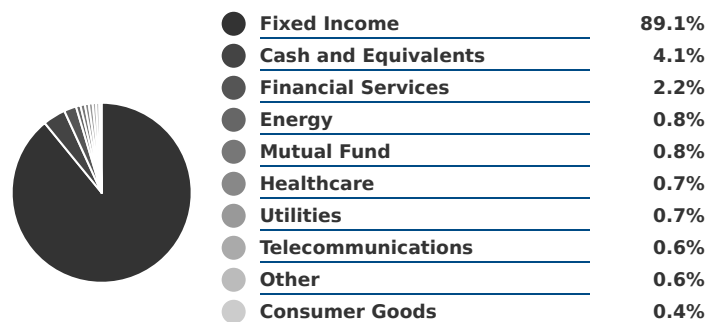 Fixed Income 89.1%
Cash and Equivalents 4.1%
Financial Services 2.2%
Energy 0.8%
Mutual Fund 0.8%
Healthcare 0.7%
Utilities 0.7%
Telecommunications 0.6%
Other 0.6%
Consumer Goods 0.4%